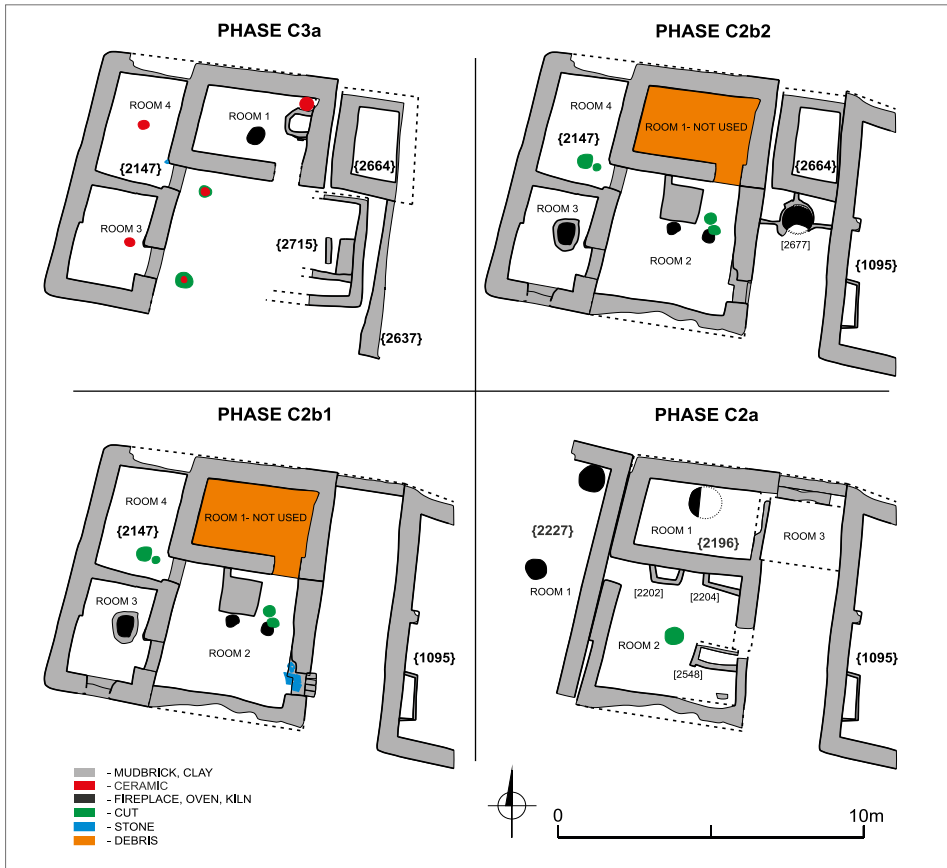 PHASE C3a
ROOM 4
ROOM 1
{2147}
{2664}
ROOM 3
{2715}
{2637}
PHASE C2b2
ROOM 4
ROOM 1- NOT USED
{2147}
{2664}
ROOM 3
[2677]
ROOM 2
{1095}
PHASE C2b1
ROOM 4
ROOM 1- NOT USED
{2147}
ROOM 3
ROOM 2
{1095}
PHASE C2a
{2227}
ROOM 1
{2196}
ROOM 3
ROOM 1
[2202]
[2204]
ROOM 2
[2548]
{1095}
- MUDBRICK, CLAY
- CERAMIC
- FIREPLACE, OVEN, KILN
- CUT
- STONE
- DEBRIS
0 10m